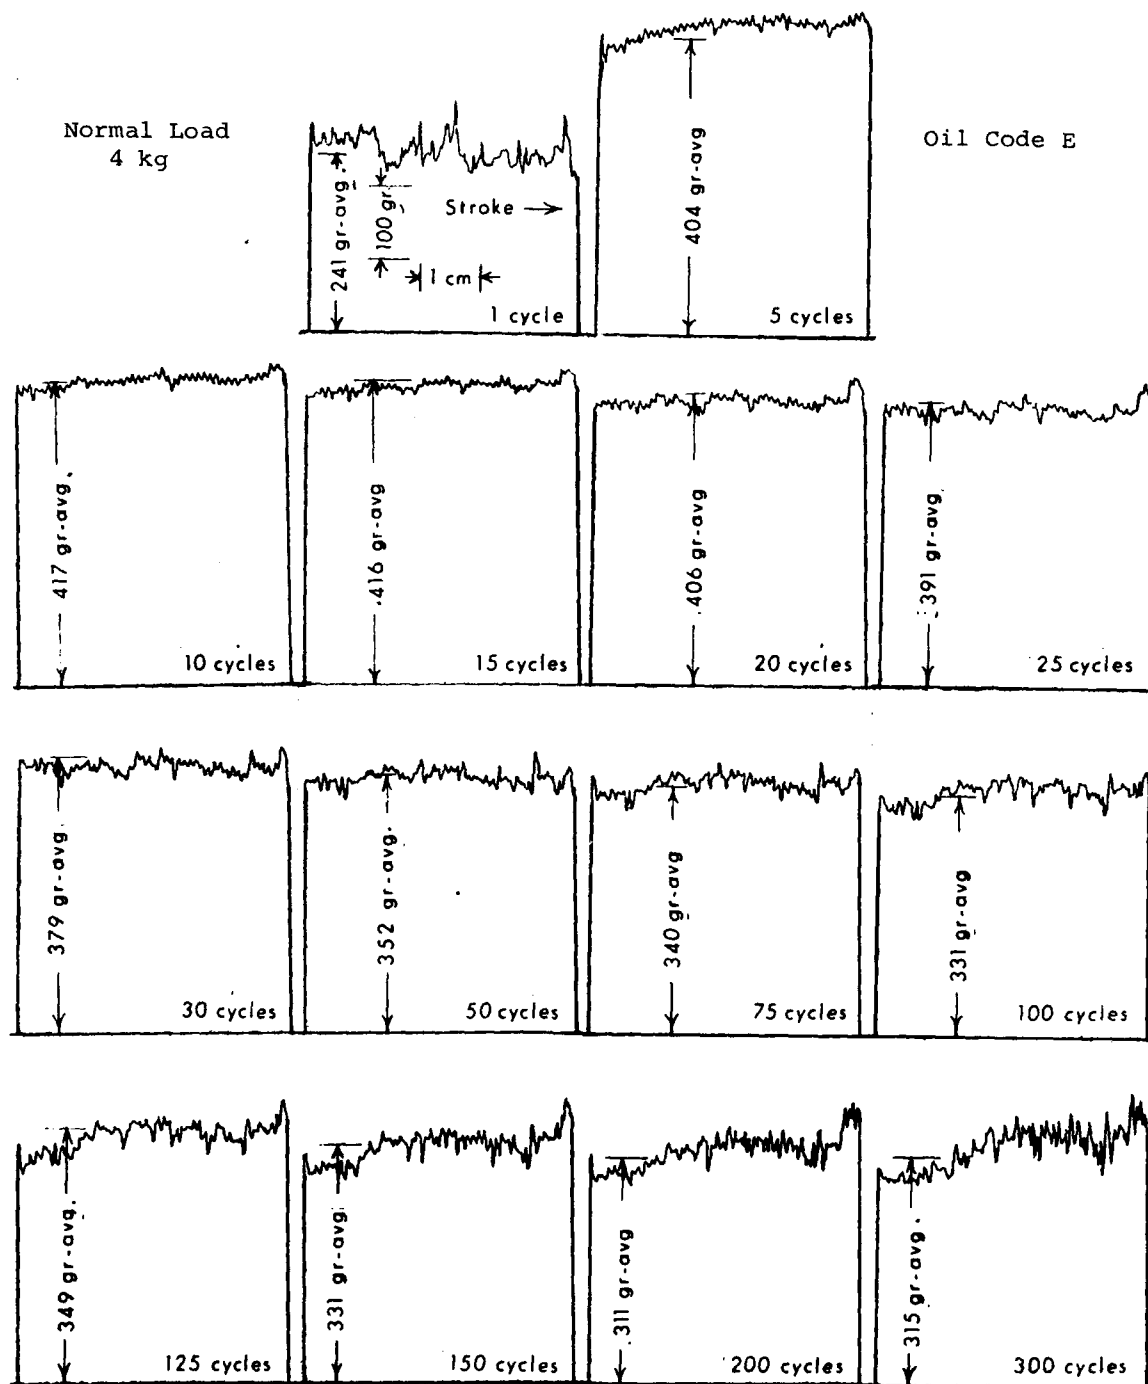 Normal Load
4 kg
Oil Code E
241 gr-avg.
100 gr.
Stroke
1 cm
1 cycle
404 gr-avg
5 cycles
417 gr-avg.
10 cycles
.416 gr-avg
15 cycles
.406 gr-avg
20 cycles
391 gr-avg
25 cycles
379 gr-avg.
30 cycles
352 gr-avg.
50 cycles
340 gr-avg
75 cycles
331 gr-avg
100 cycles
349 gr-avg.
125 cycles
331 gr-avg.
150 cycles
.311 gr-avg
200 cycles
315 gr-avg.
300 cycles